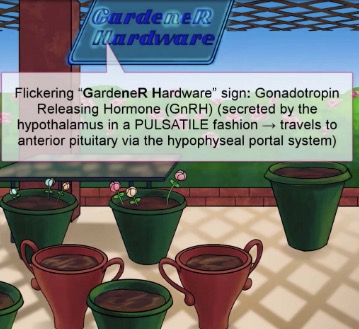 GardeneR
Hardware
Flickering “GardeneR Hardware” sign: Gonadotropin
Releasing Hormone (GnRH) (secreted by the
hypothalamus in a PULSATILE fashion → travels to
anterior pituitary via the hypophyseal portal system)